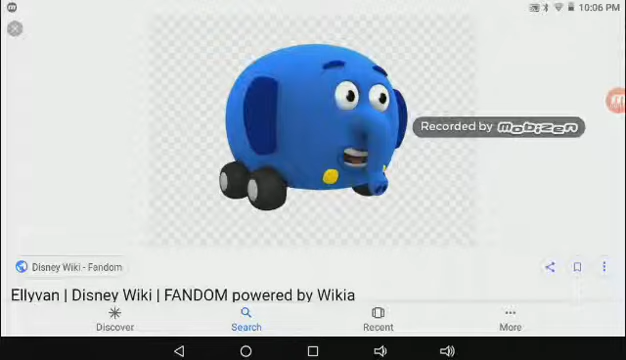 10:06 PM
Recorded by mobizen
Disney Wiki - Fandom
Ellyvan | Disney Wiki | FANDOM powered by Wikia
Discover
Search
Recent
More